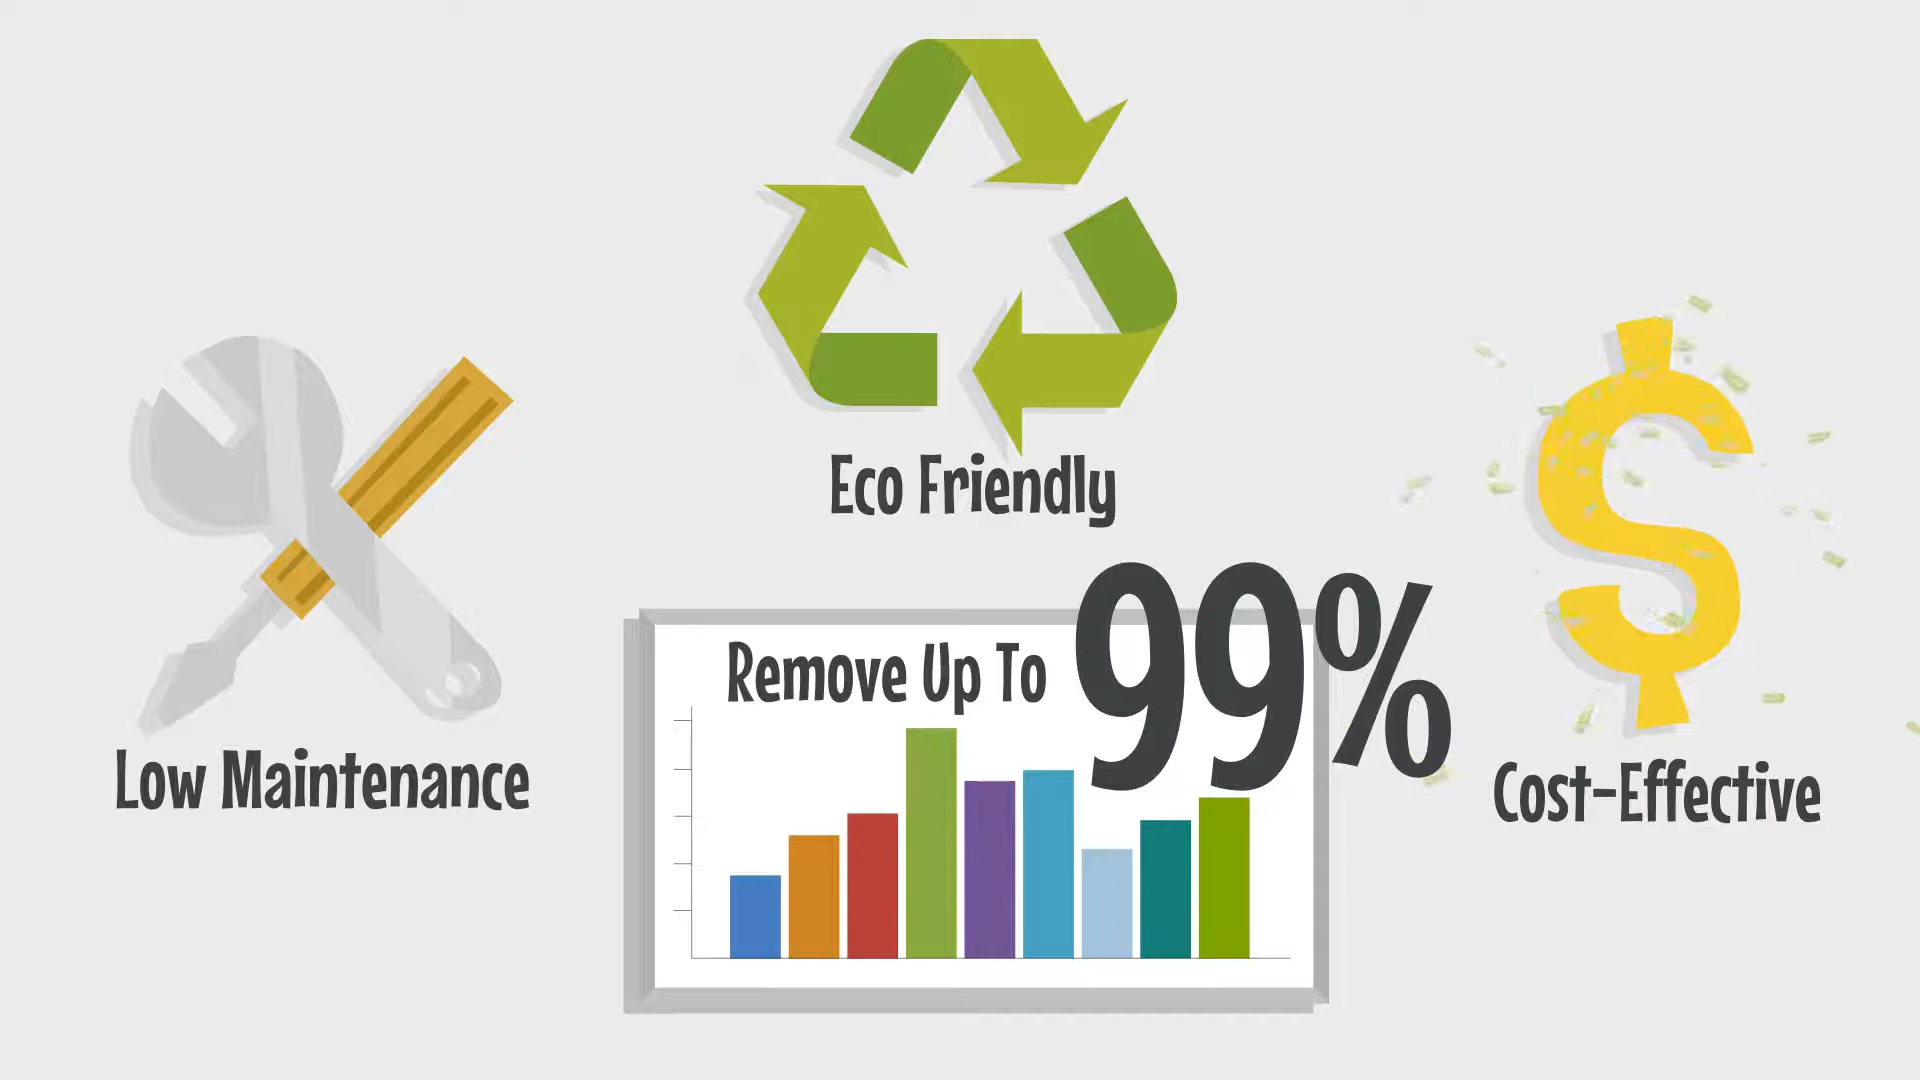 Eco Friendly
Remove Up To 99%
Low Maintenance
Cost-Effective